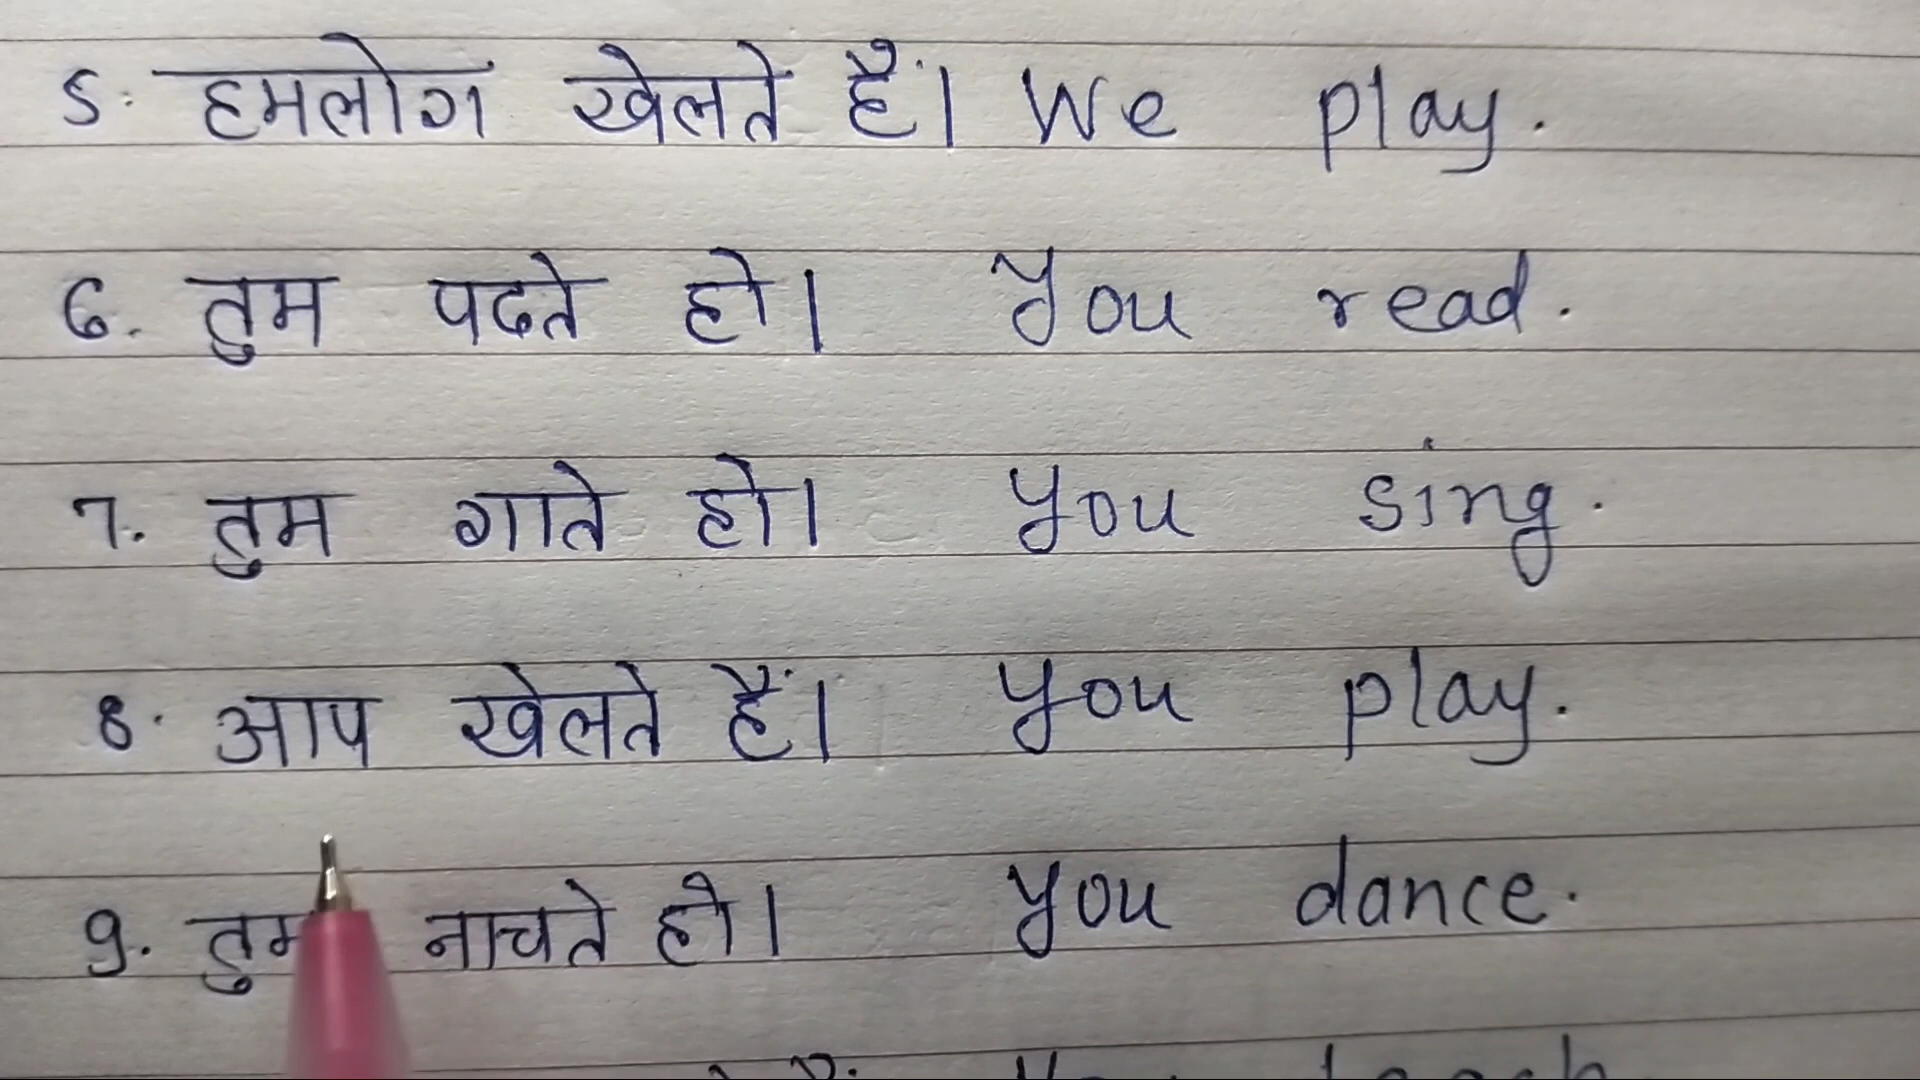 5. हमलोग खेलते हैं। We play.
6. तुम पढते हो। You read.
7. तुम गाते हो। You sing.
8. आप खेलते हैं। You play.
9. तुम नाचते हो। You dance.